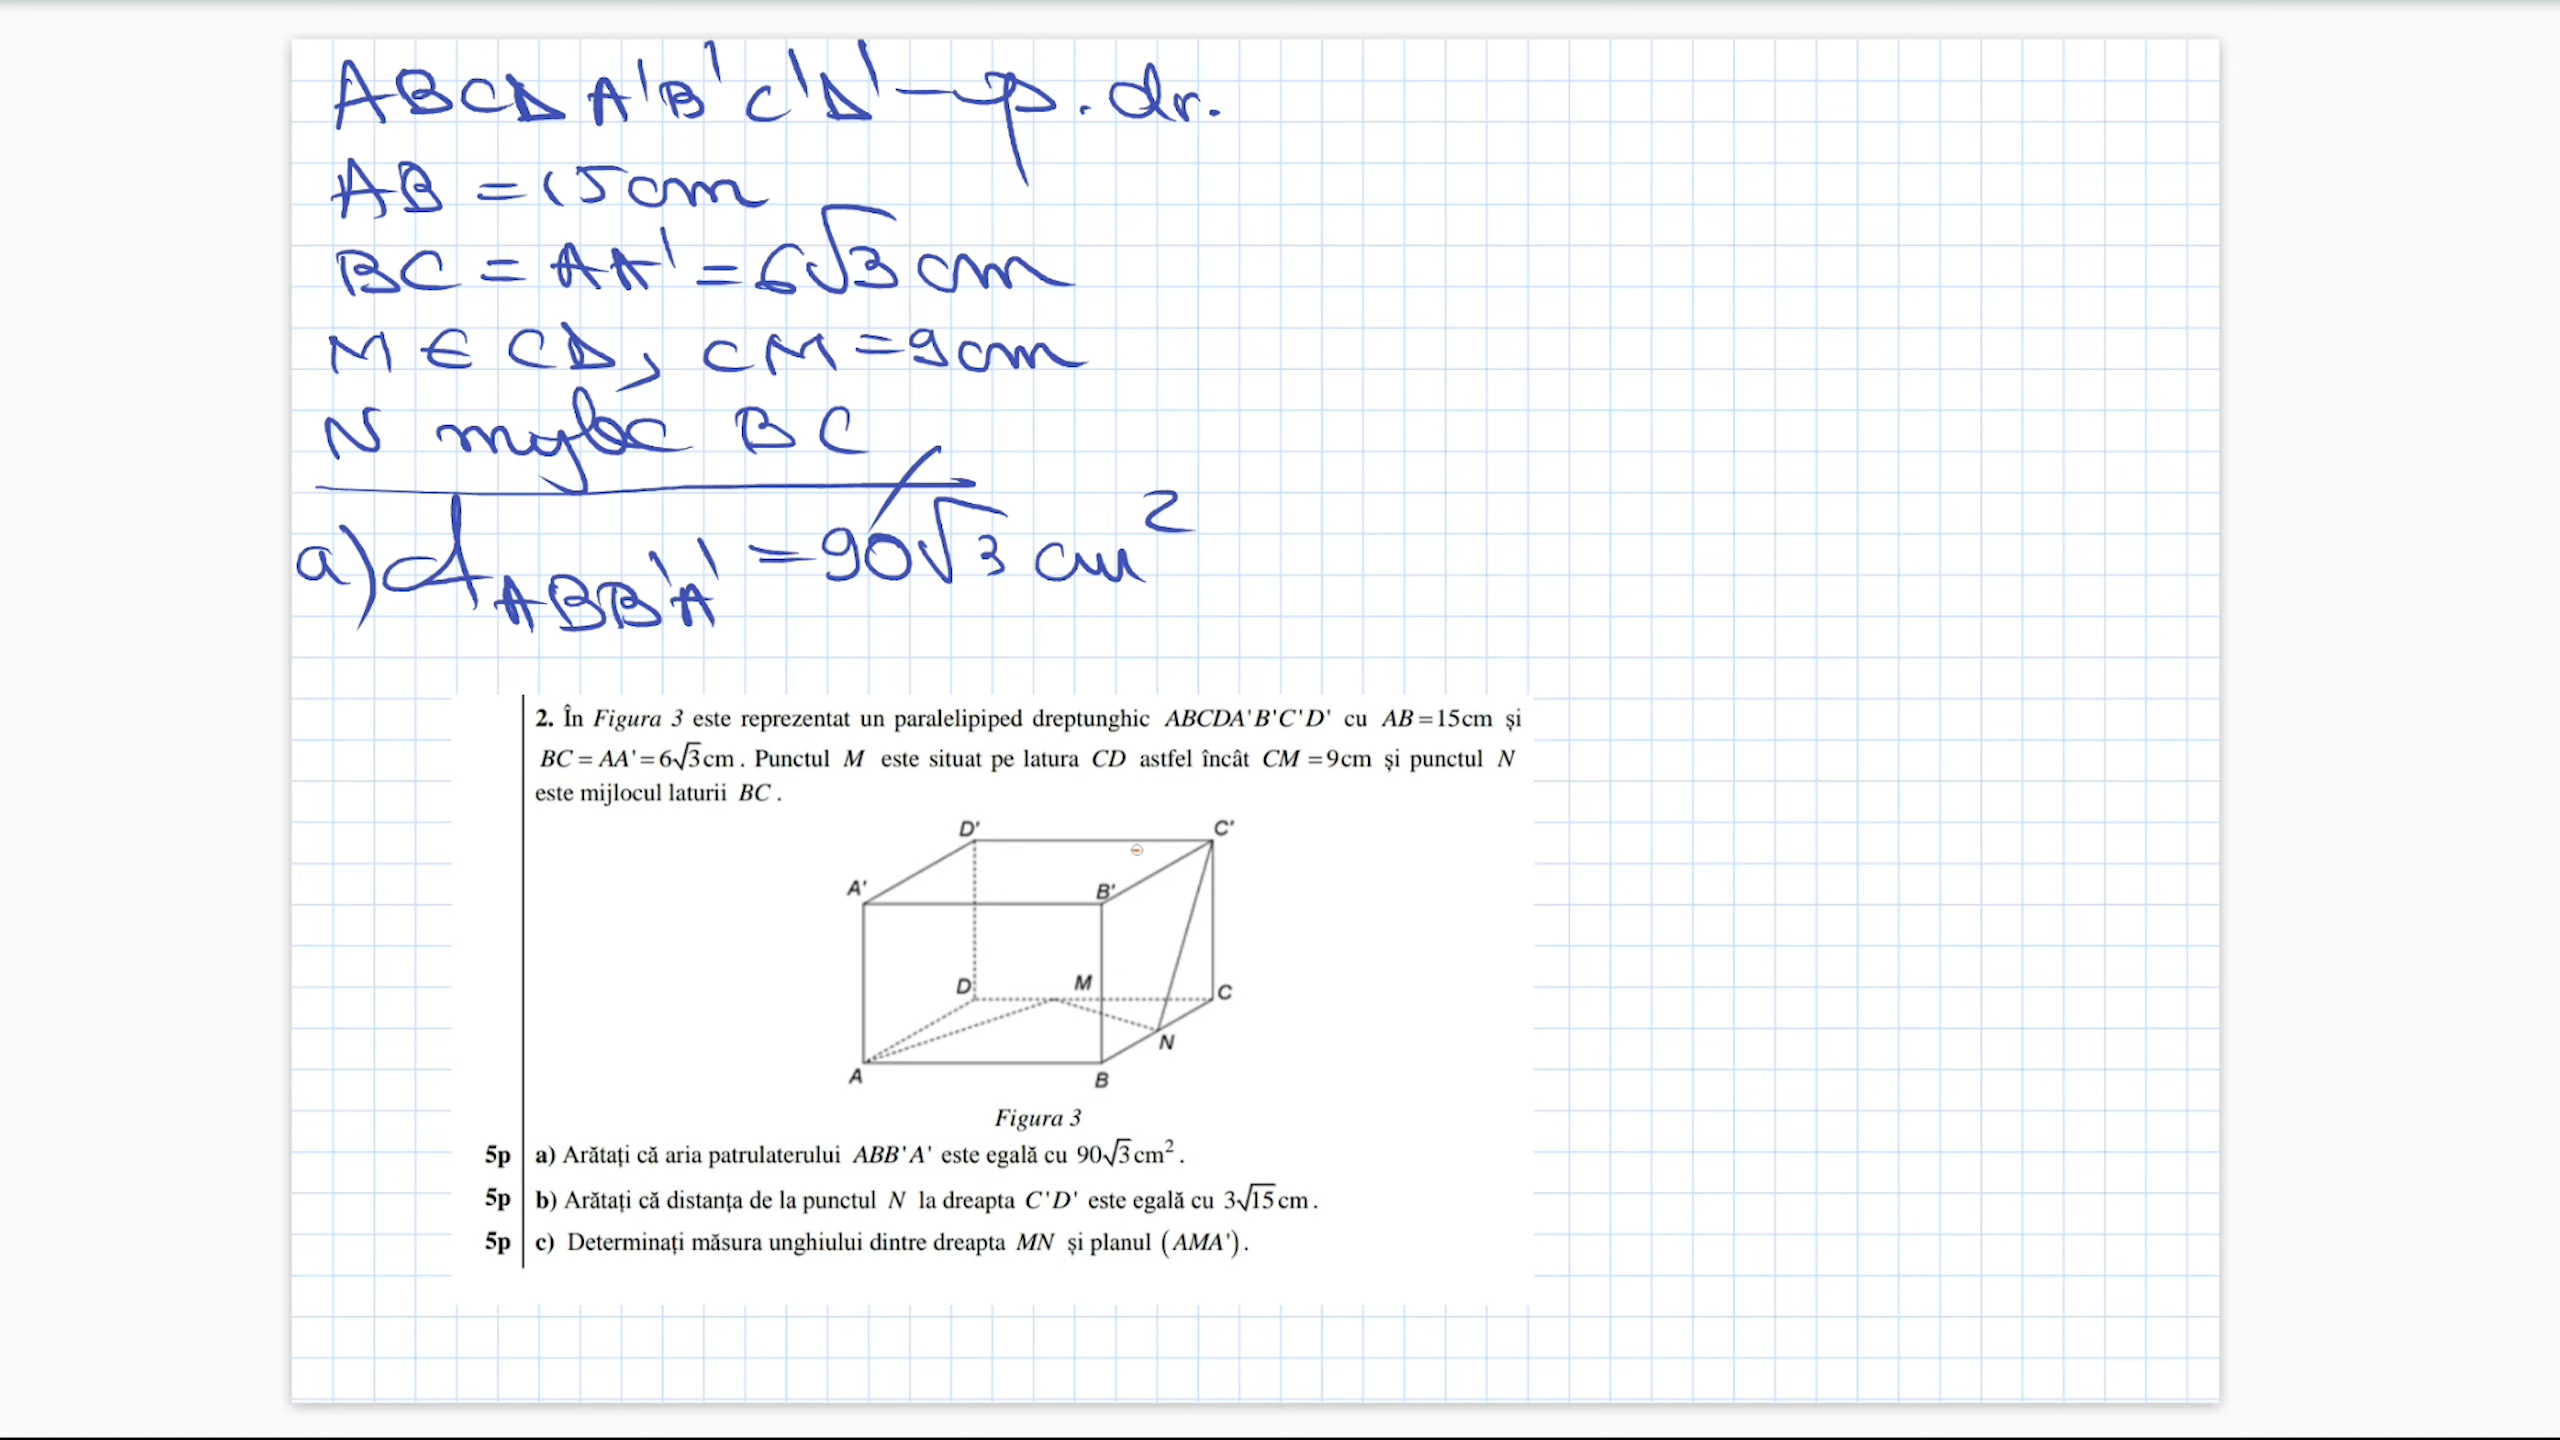 ABCDA'B'C'D' - p. dr.
AB = 15cm
BC = AA' = 6√3 cm
M ∈ CD, CM = 9cm
N mijloc BC
a) A ABB'A' = 90√3 cm²
2. În Figura 3 este reprezentat un paralelipiped dreptunghic ABCDA'B'C'D' cu AB = 15cm și
BC = AA' = 6√3cm. Punctul M este situat pe latura CD astfel încât CM = 9cm și punctul N
este mijlocul laturii BC.
D' C'
A' B'
D M C
N
A B
Figura 3
5p a) Arătați că aria patrulaterului ABB'A' este egală cu 90√3cm².
5p b) Arătați că distanța de la punctul N la dreapta C'D' este egală cu 3√15cm.
5p c) Determinați măsura unghiului dintre dreapta MN și planul (AMA').